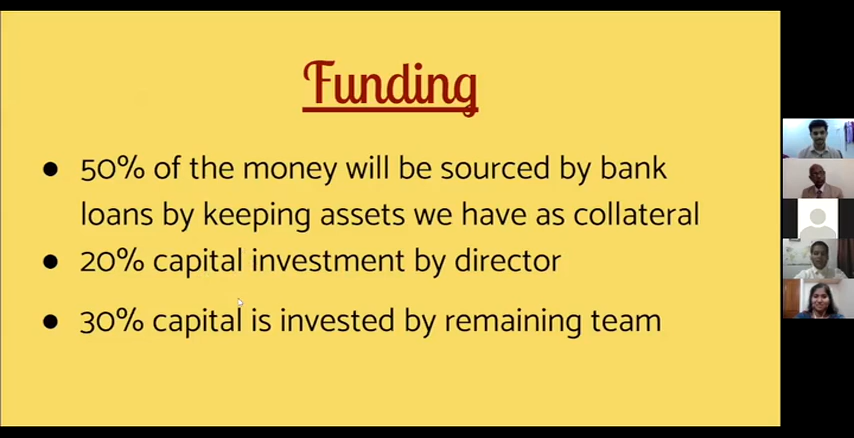 Funding
● 50% of the money will be sourced by bank
loans by keeping assets we have as collateral
● 20% capital investment by director
● 30% capital is invested by remaining team